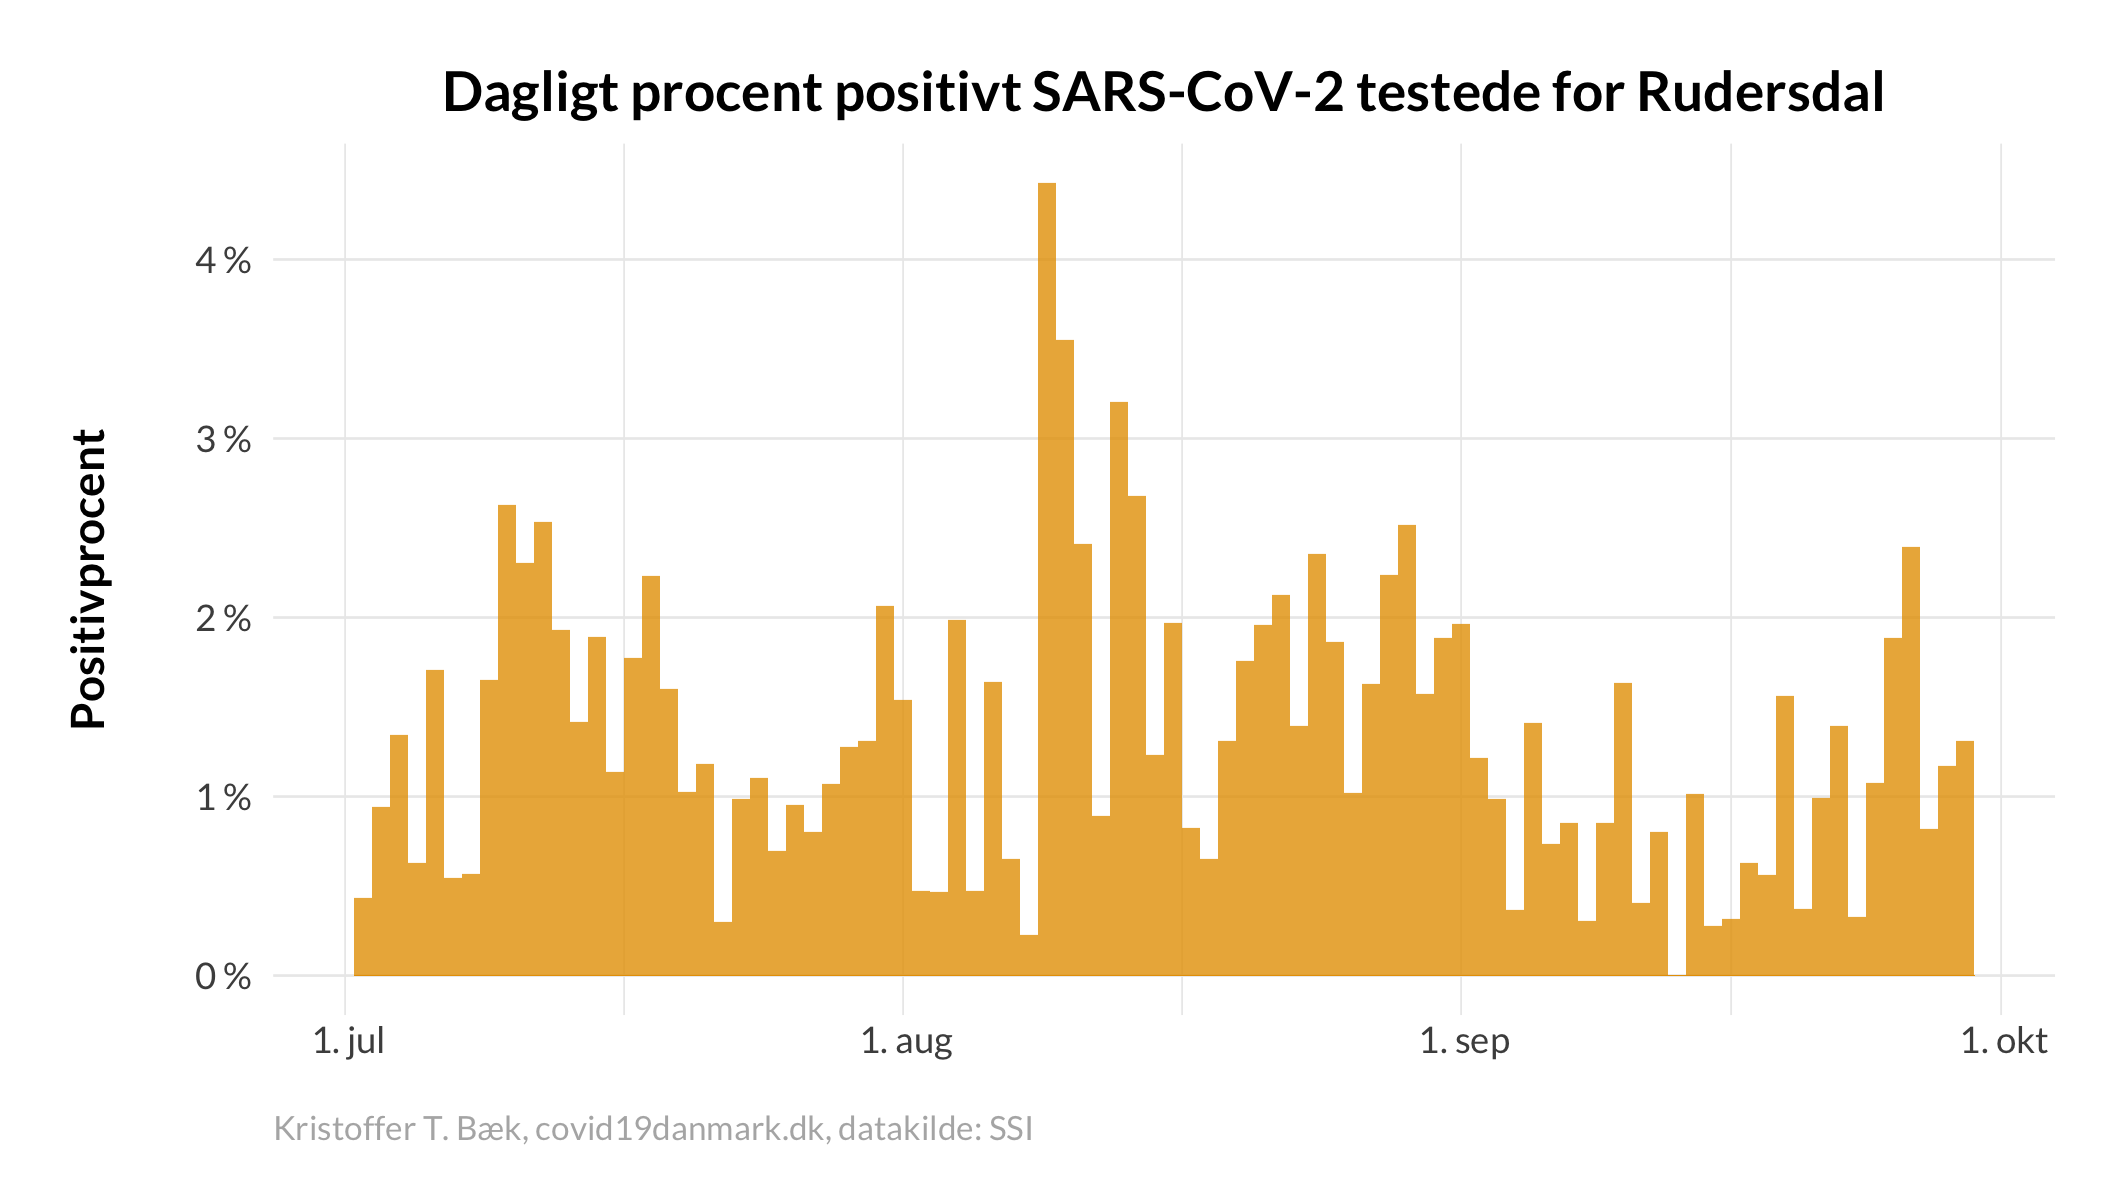 Dagligt procent positivt SARS-CoV-2 testede for Rudersdal
Positivprocent
4 %
3 %
2 %
1 %
0 %
1. jul
1. aug
1. sep
1. okt
Kristoffer T. Bæk, covid19danmark.dk, datakilde: SSI